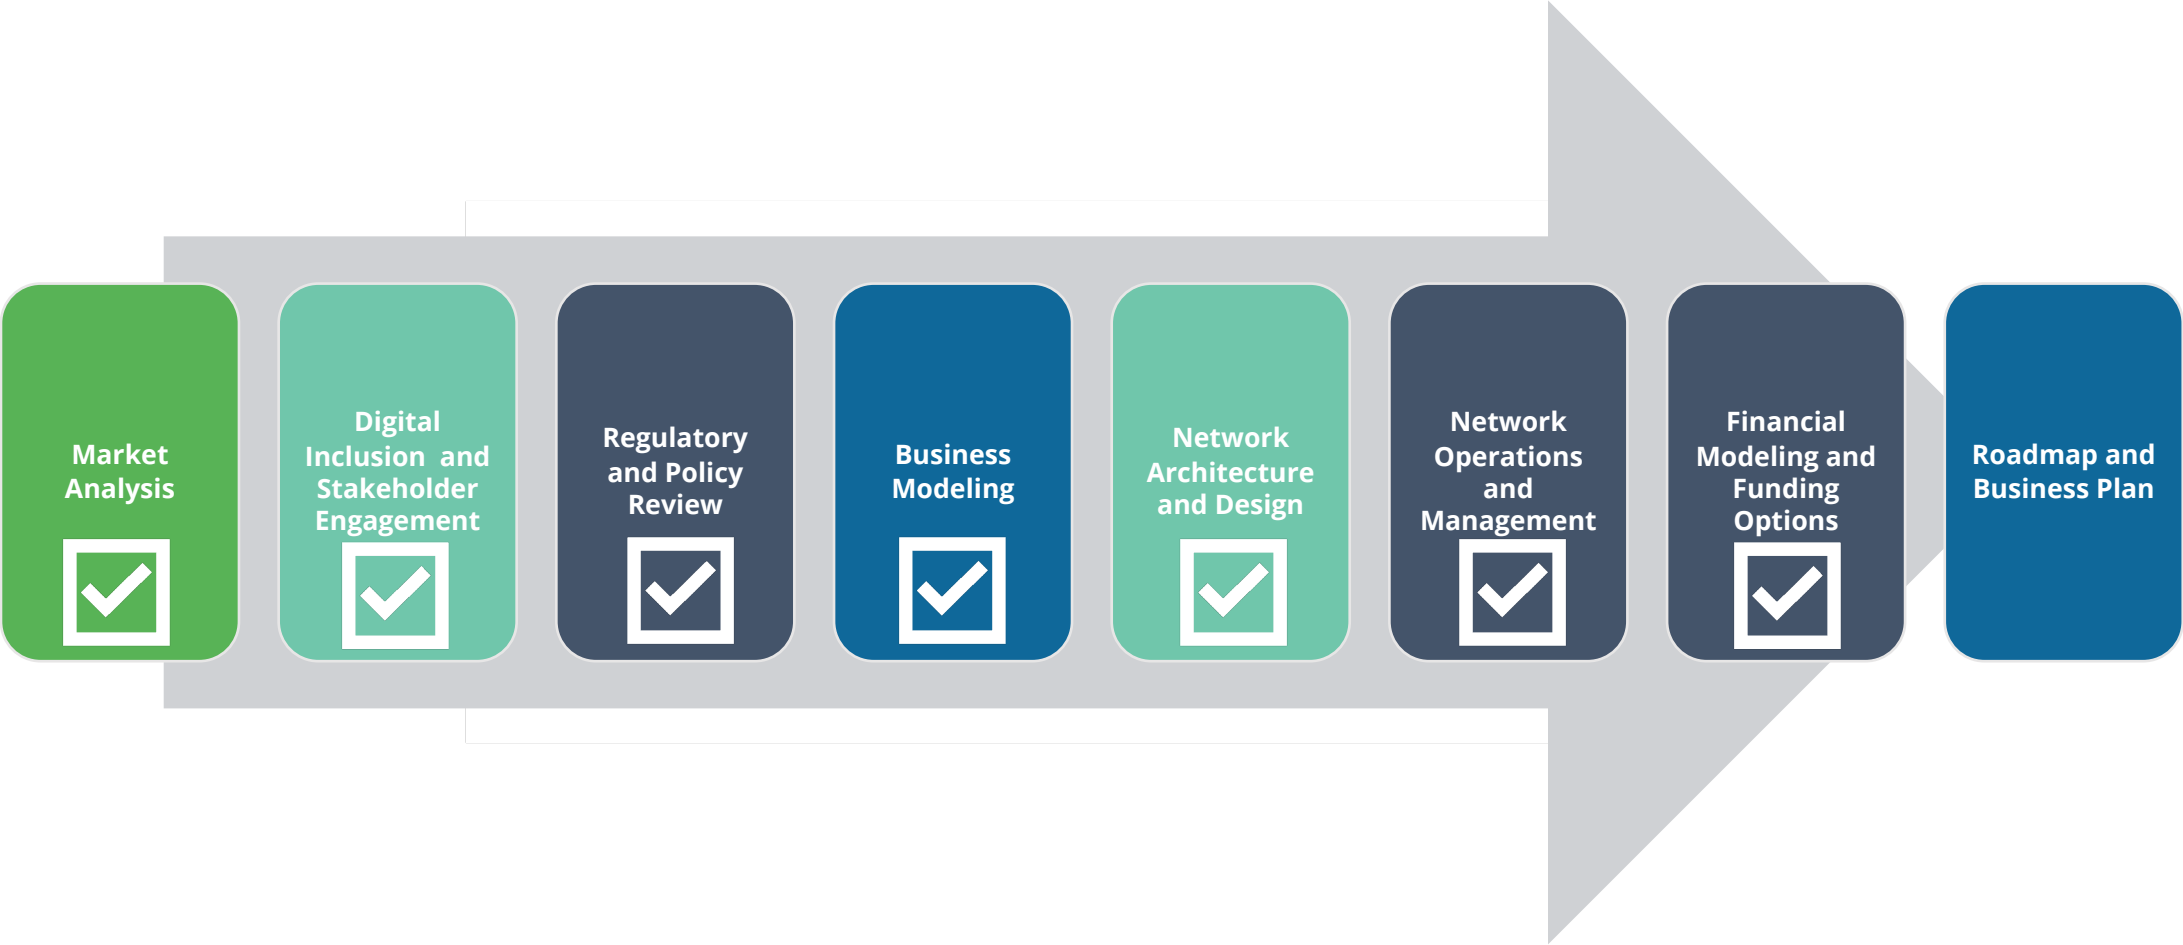 Market
Analysis
Digital
Inclusion  and
Stakeholder
Engagement
Regulatory
and Policy
Review
Business
Modeling
Network
Architecture
and Design
Network
Operations
and
Management
Financial
Modeling and
Funding
Options
Roadmap and
Business Plan